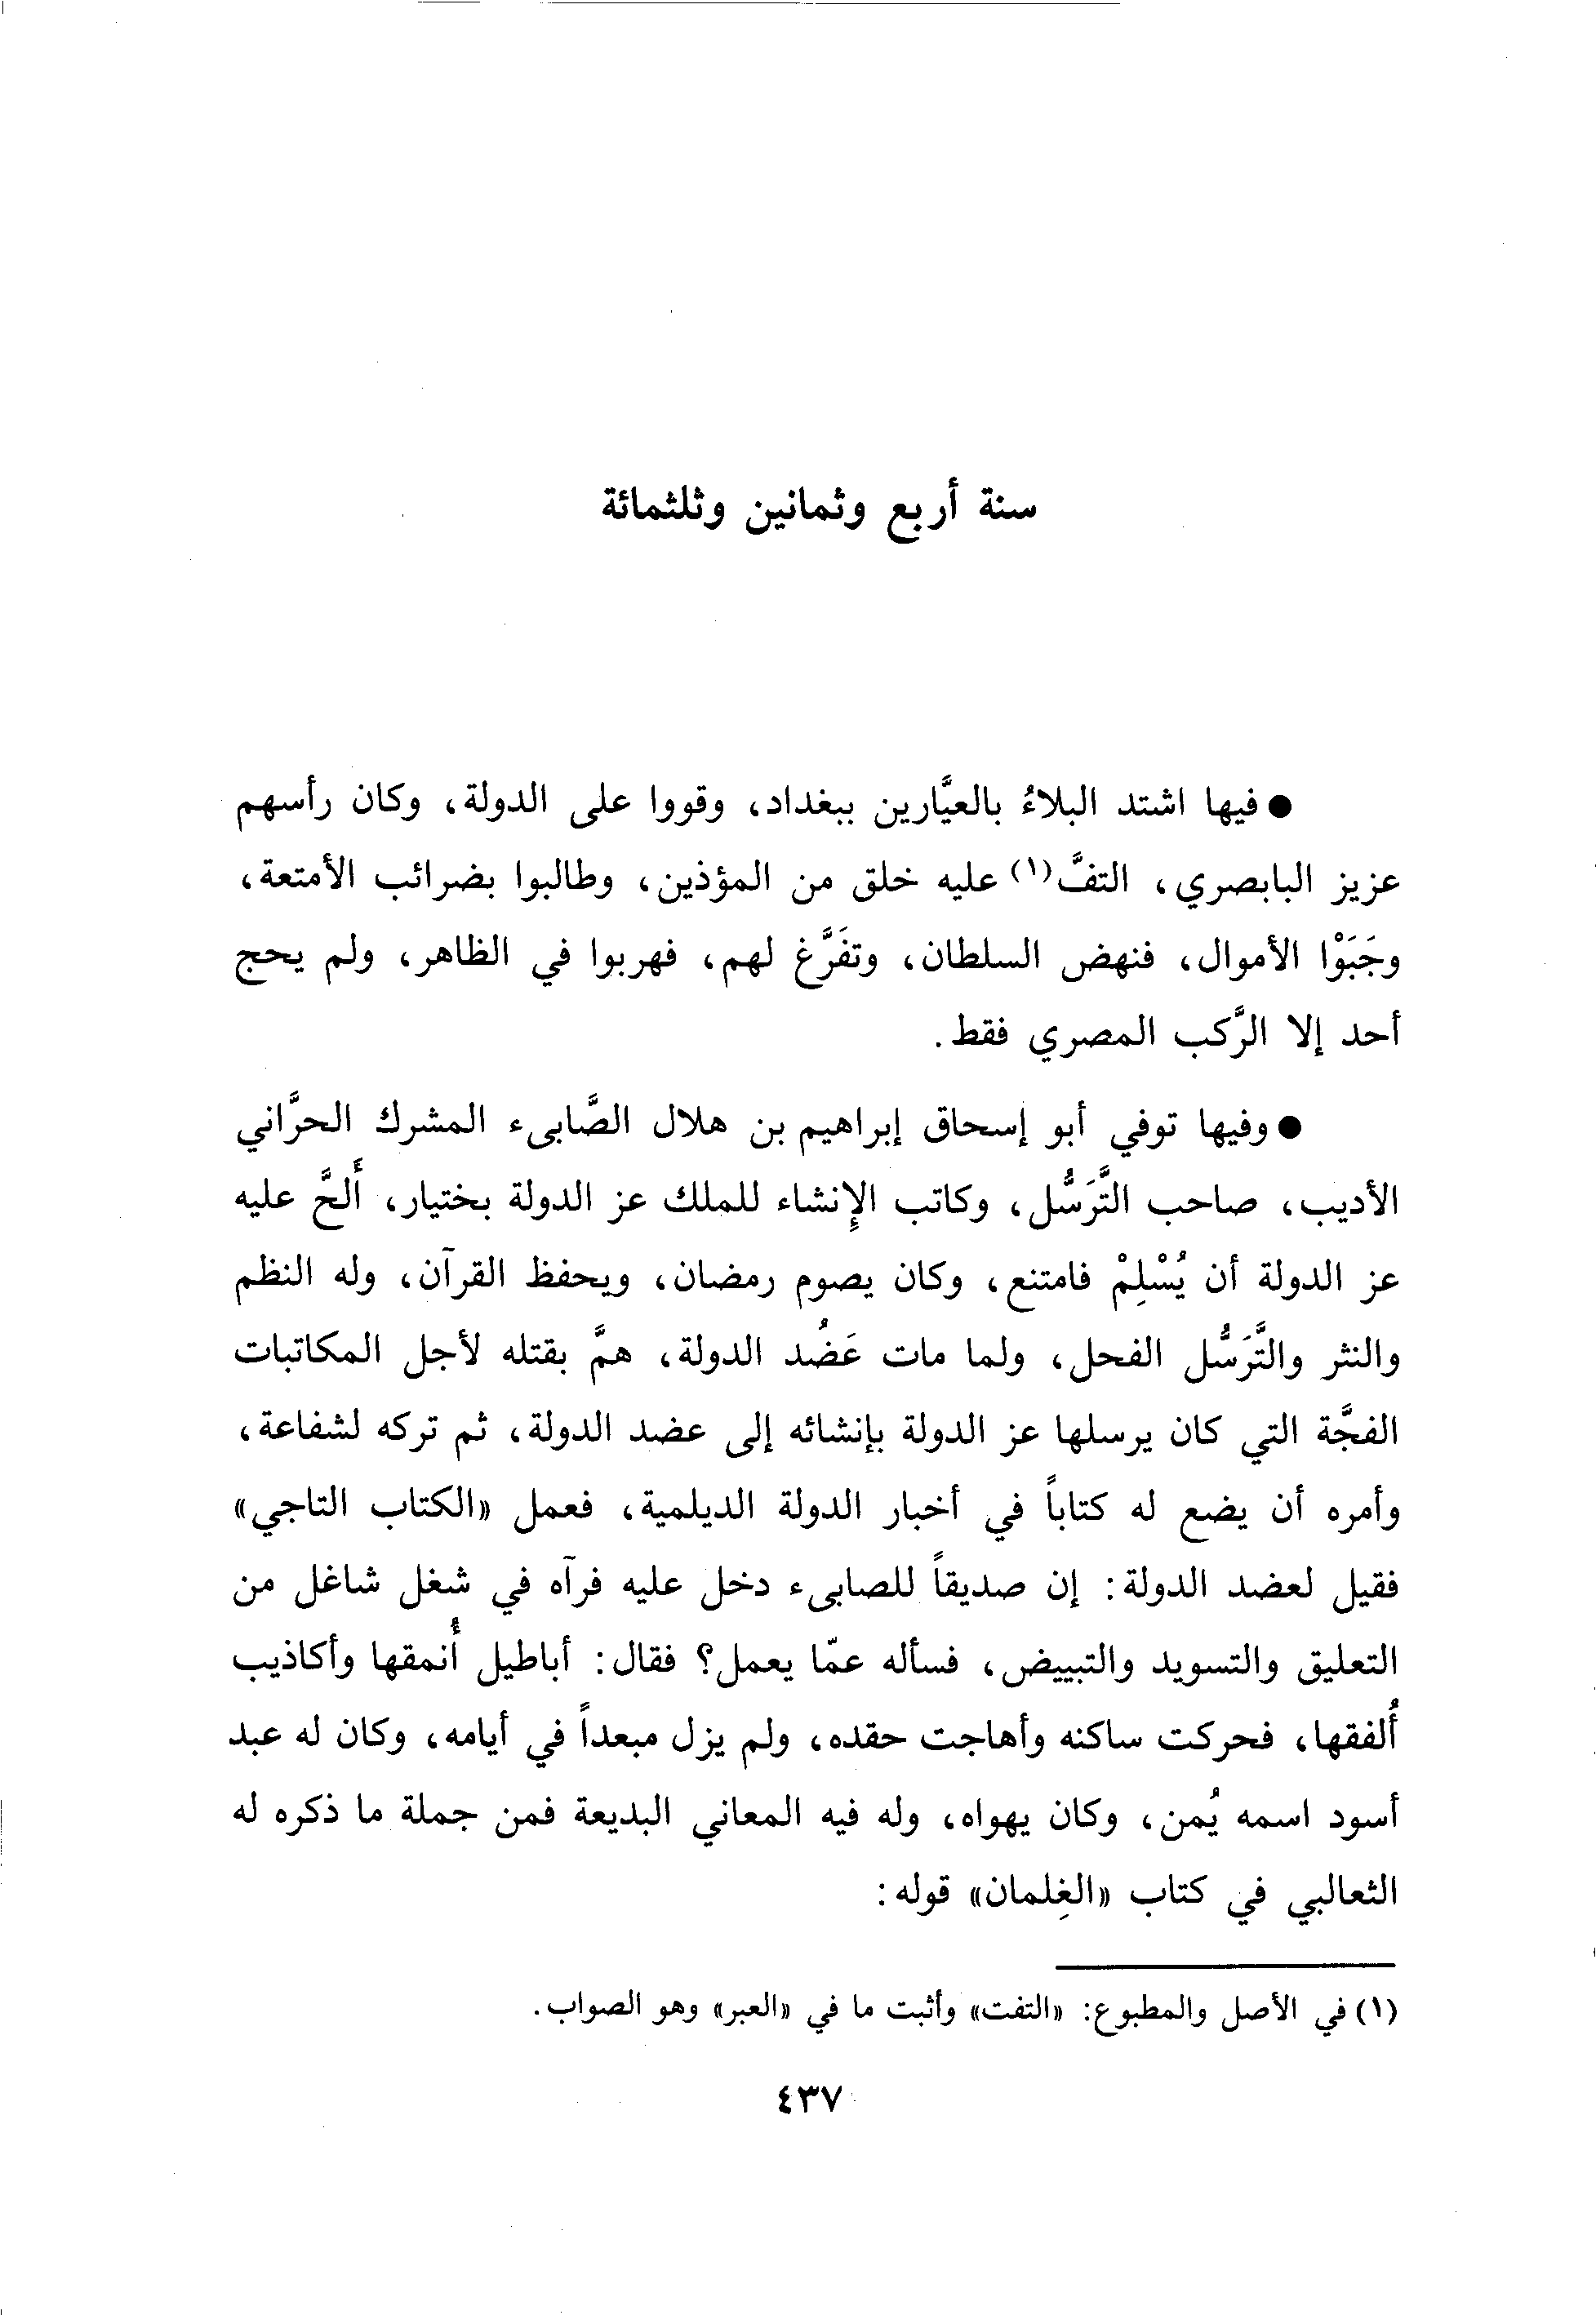 سنة أربع وثمانين وثلثمائة
● فيها اشتد البلاءُ بالعيَّارين ببغداد، وقووا على الدولة، وكان رأسهم
عزيز البابصري، التفَّ(١) عليه خلق من المؤذين، وطالبوا بضرائب الأمتعة،
وجَبَوْا الأموال، فنهض السلطان، وتفَرَّغ لهم، فهربوا في الظاهر، ولم يحج
أحد إلا الرَّكب المصري فقط.
● وفيها توفي أبو إسحاق إبراهيم بن هلال الصَّابىء المشرك الحرَّاني
الأديب، صاحب التَّرَسُّل، وكاتب الإِنشاء للملك عز الدولة بختيار، أَلحَّ عليه
عز الدولة أن يُسْلِمْ فامتنع، وكان يصوم رمضان، ويحفظ القرآن، وله النظم
والنثر والتَّرَسُّل الفحل، ولما مات عَضُد الدولة، همَّ بقتله لأجل المكاتبات
الفجَّة التي كان يرسلها عز الدولة بإنشائه إلى عضد الدولة، ثم تركه لشفاعة،
وأمره أن يضع له كتاباً في أخبار الدولة الديلمية، فعمل «الكتاب التاجي»
فقيل لعضد الدولة: إن صديقاً للصابىء دخل عليه فرآه في شغل شاغل من
التعليق والتسويد والتبييض، فسأله عمّا يعمل؟ فقال: أباطيل أُنمقها وأكاذيب
أُلفقها، فحركت ساكنه وأهاجت حقده، ولم يزل مبعداً في أيامه، وكان له عبد
أسود اسمه يُمن، وكان يهواه، وله فيه المعاني البديعة فمن جملة ما ذكره له
الثعالبي في كتاب «الغِلمان» قوله:
(١) في الأصل والمطبوع: «التفت» وأثبت ما في «العبر» وهو الصواب.
٤٣٧